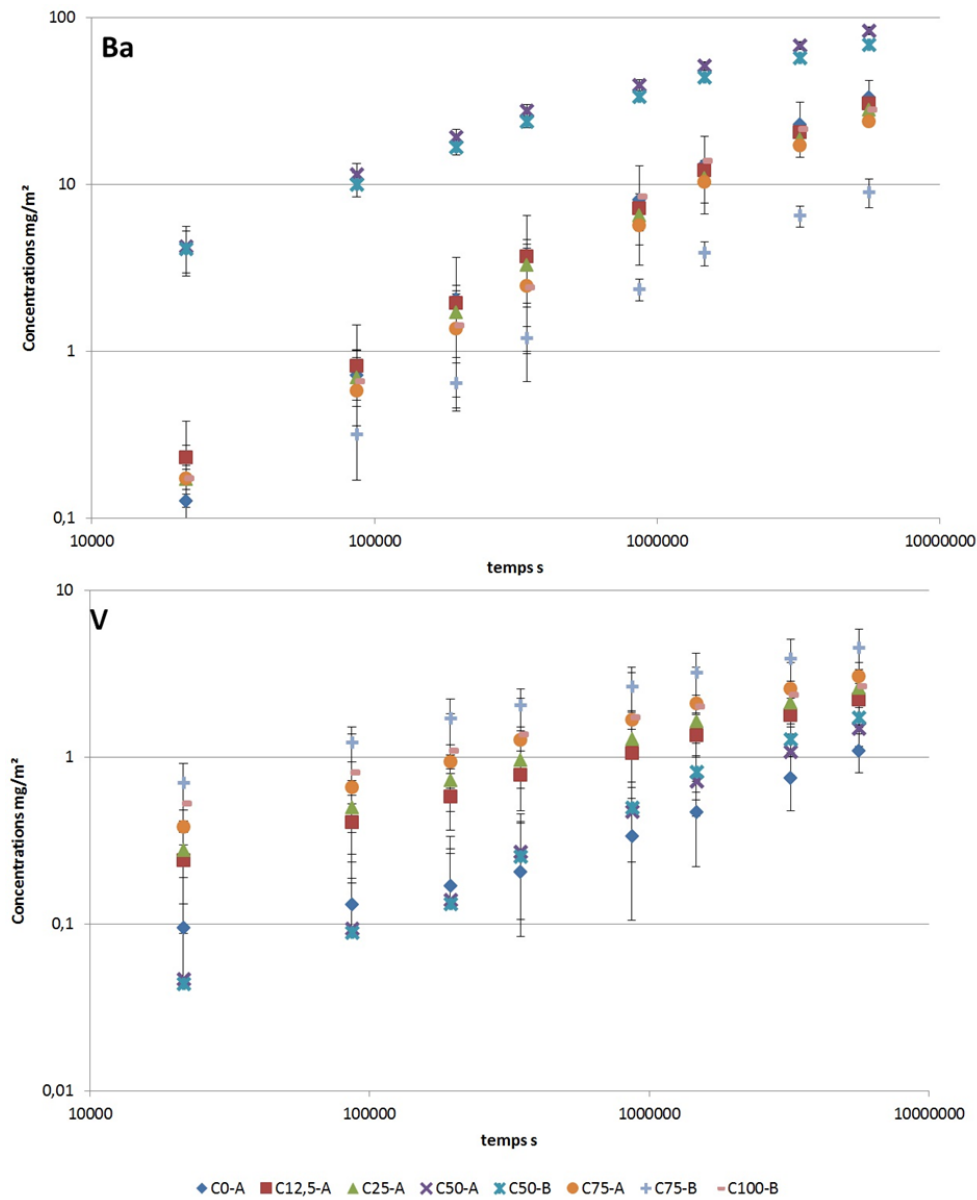 Ba
Concentrations mg/m²
100
10
1
0,1
10000 100000 1000000 10000000
temps s
V
Concentrations mg/m²
10
1
0,1
0,01
10000 100000 1000000 10000000
temps s
C0-A C12,5-A C25-A C50-A C50-B C75-A C75-B C100-B